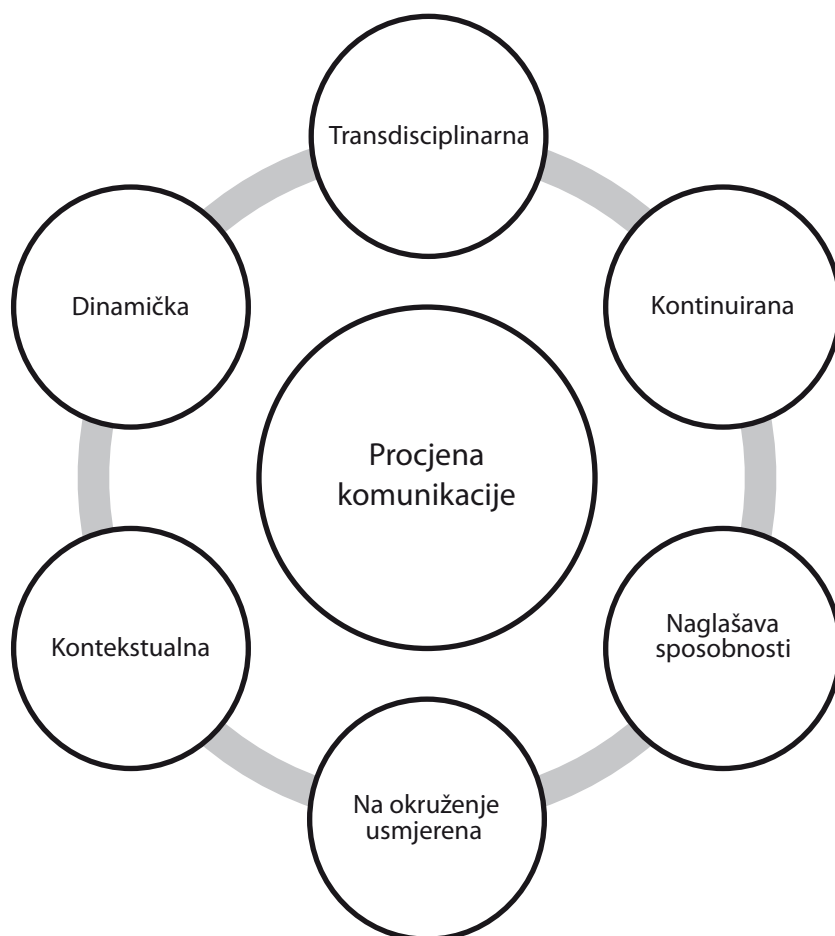 Transdisciplinarna
Dinamička
Kontinuirana
Procjena
komunikacije
Kontekstualna
Naglašava
sposobnosti
Na okruženje
usmjerena